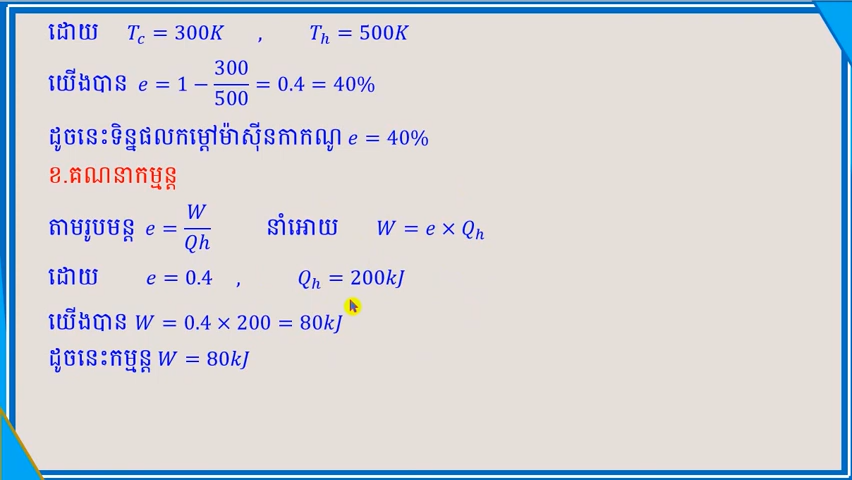 ដោយ T_c = 300K , T_h = 500K
យើងបាន e = 1 − 300/500 = 0.4 = 40%
ដូចនេះទិន្នផលកម្តៅម៉ាស៊ីនកាកណូ e = 40%
ខ.គណនាកម្មន្ត
តាមរូបមន្ត e = W/Qh នាំអោយ W = e × Q_h
ដោយ e = 0.4 , Q_h = 200kJ
យើងបាន W = 0.4 × 200 = 80kJ
ដូចនេះកម្មន្ត W = 80kJ